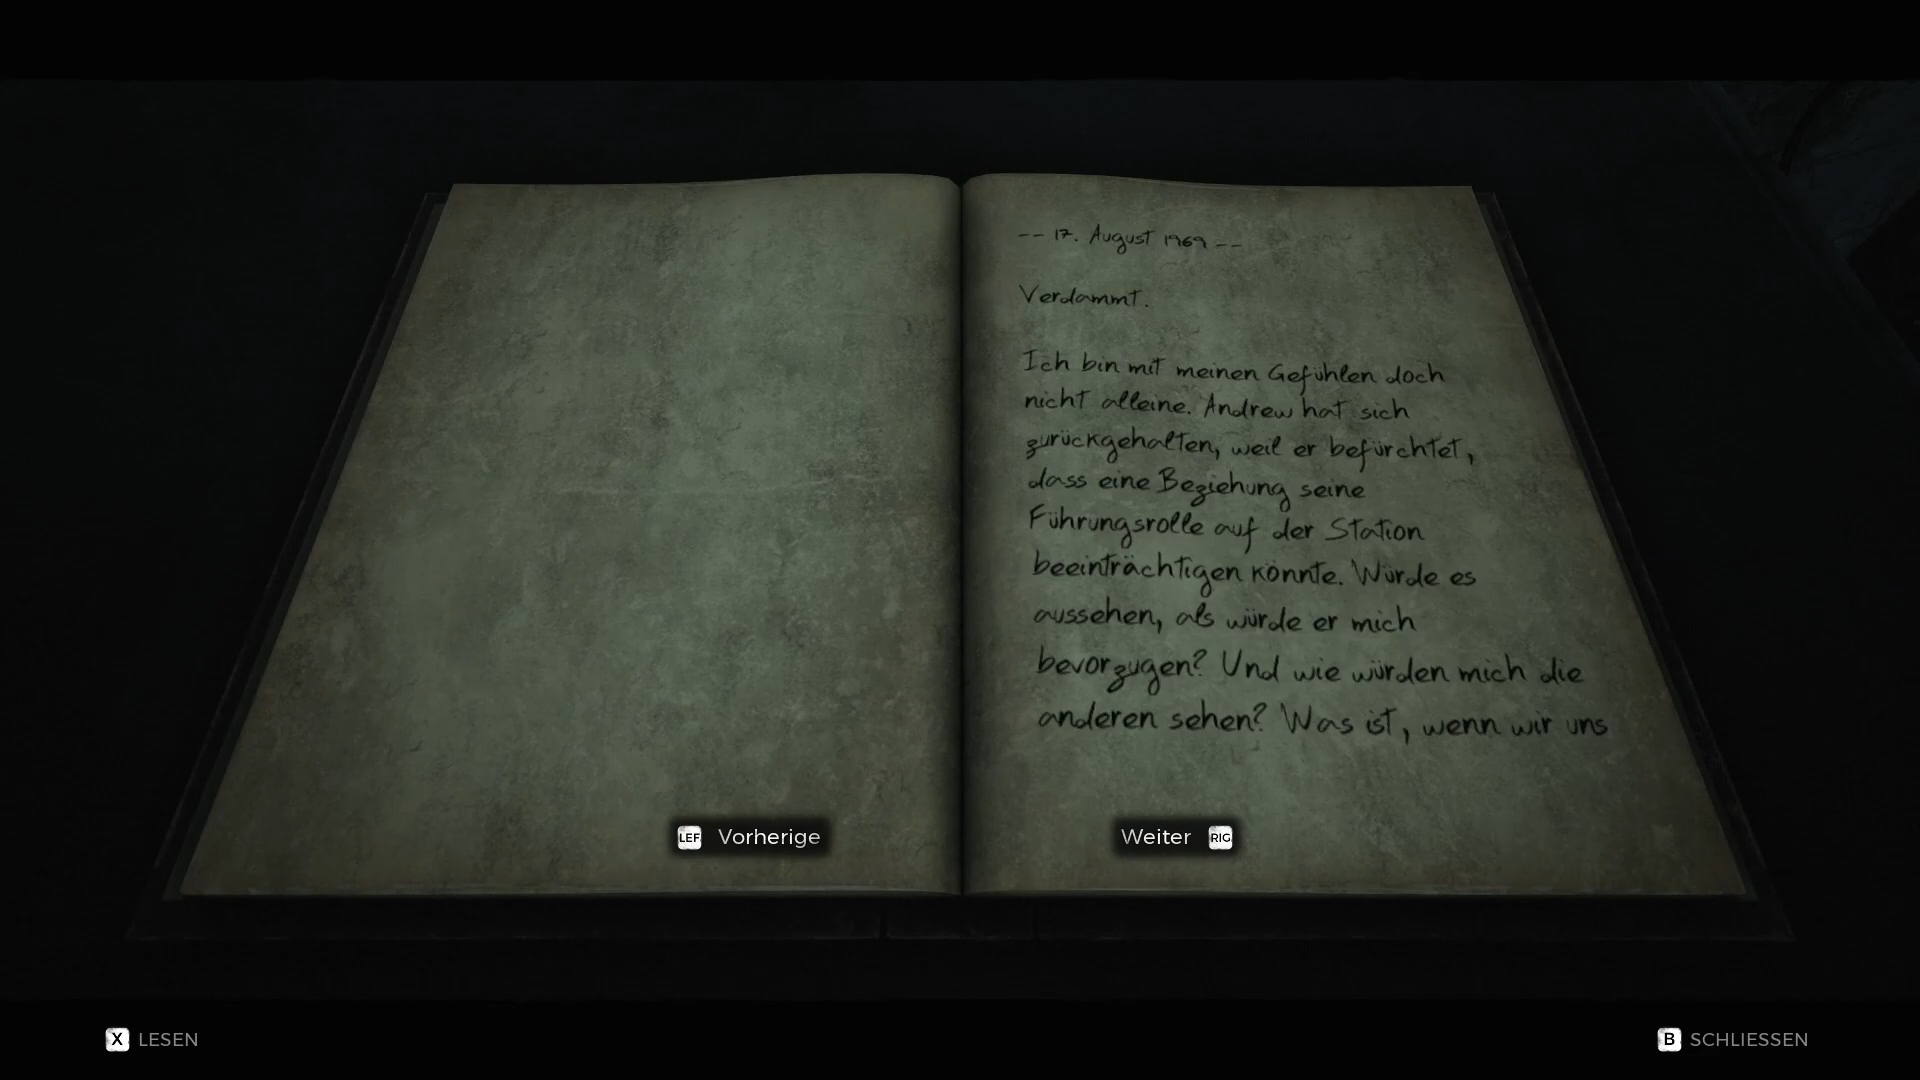 -- 17. August 1969 --
Verdammt.
Ich bin mit meinen Gefühlen doch
nicht alleine. Andrew hat sich
zurückgehalten, weil er befürchtet,
dass eine Beziehung seine
Führungsrolle auf der Station
beeinträchtigen könnte. Würde es
aussehen, als würde er mich
bevorzugen? Und wie würden mich die
anderen sehen? Was ist, wenn wir uns
LEF Vorherige
Weiter RIG
X LESEN
B SCHLIESSEN